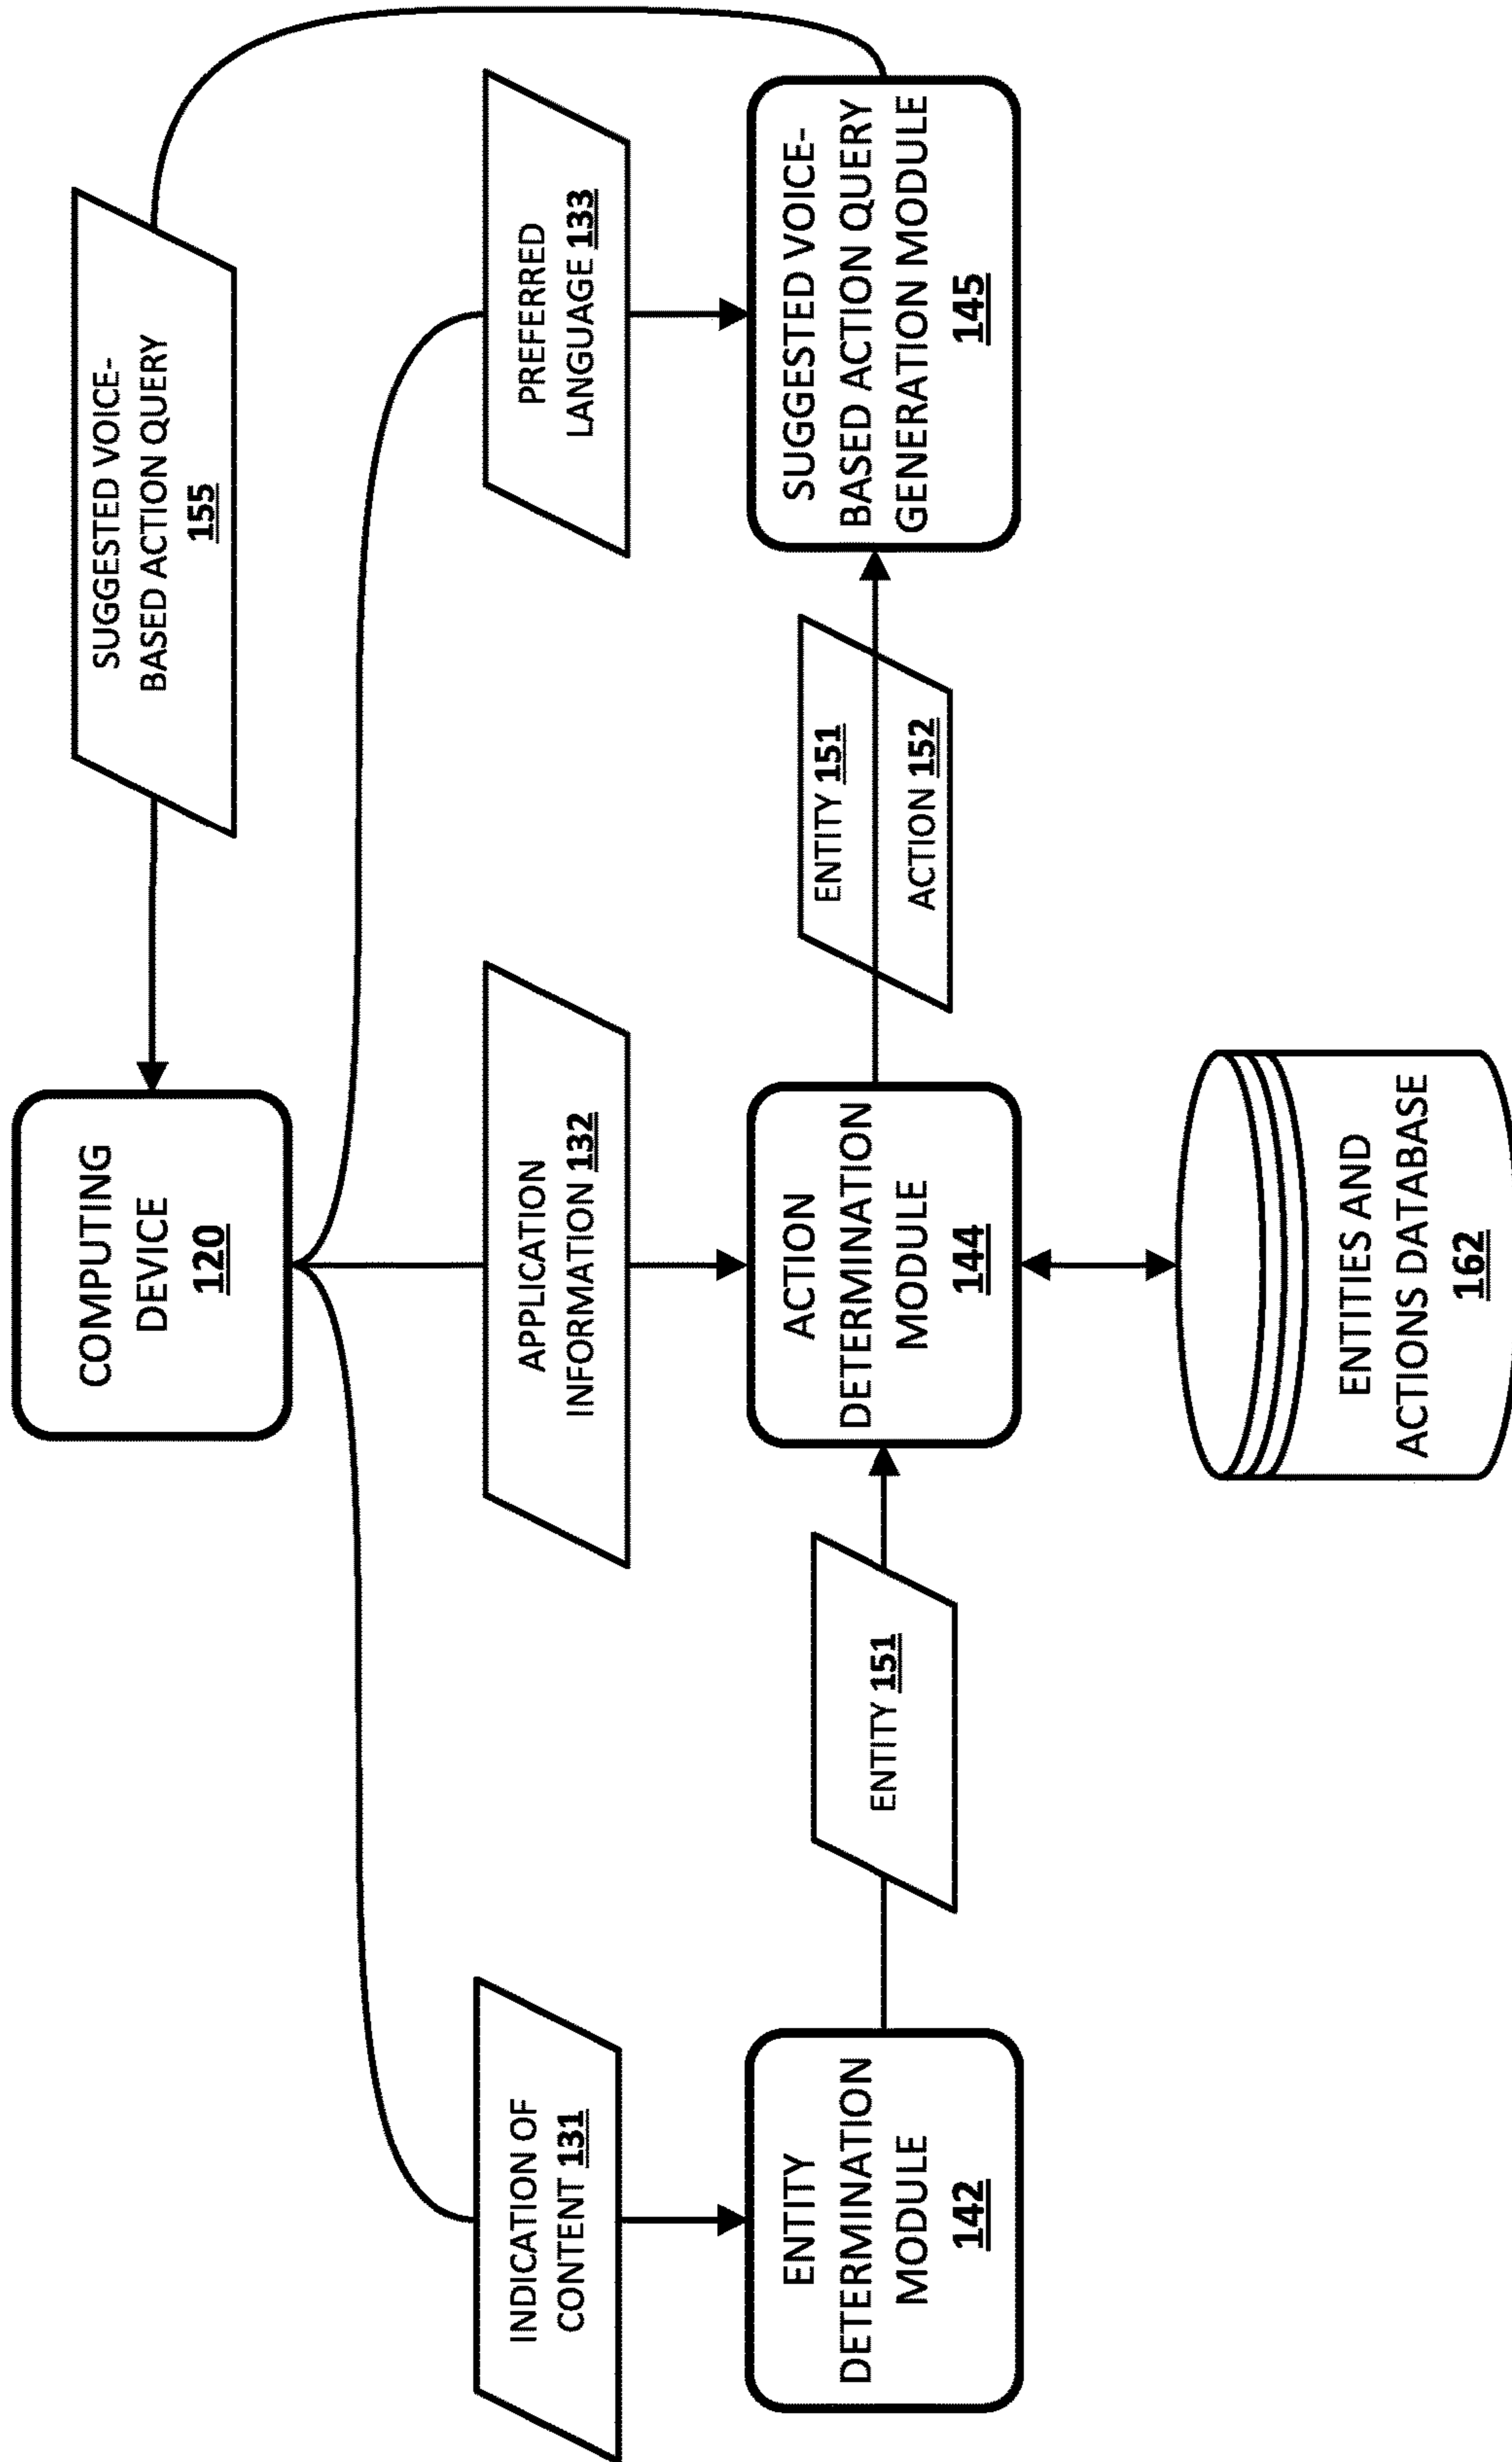 COMPUTING
DEVICE
120
SUGGESTED VOICE-
BASED ACTION QUERY
155
INDICATION OF
CONTENT 131
APPLICATION
INFORMATION 132
PREFERRED
LANGUAGE 133
ENTITY
DETERMINATION
MODULE
142
ENTITY 151
ACTION
DETERMINATION
MODULE
144
ENTITY 151
ACTION 152
SUGGESTED VOICE-
BASED ACTION QUERY
GENERATION MODULE
145
ENTITIES AND
ACTIONS DATABASE
162